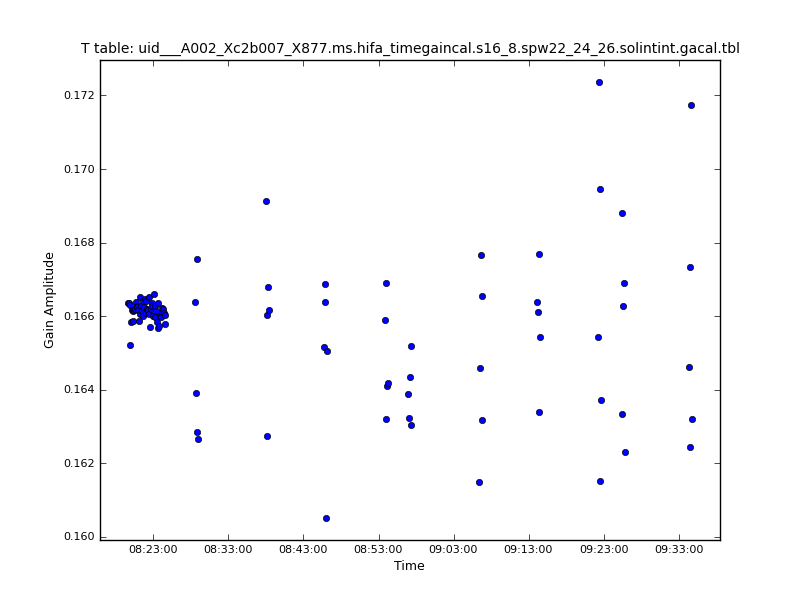 T table: uid___A002_Xc2b007_X877.ms.hifa_timegaincal.s16_8.spw22_24_26.solintint.gacal.tbl
0.172
0.170
0.168
0.166
0.164
0.162
0.160
Gain Amplitude
08:23:00 08:33:00 08:43:00 08:53:00 09:03:00 09:13:00 09:23:00 09:33:00
Time